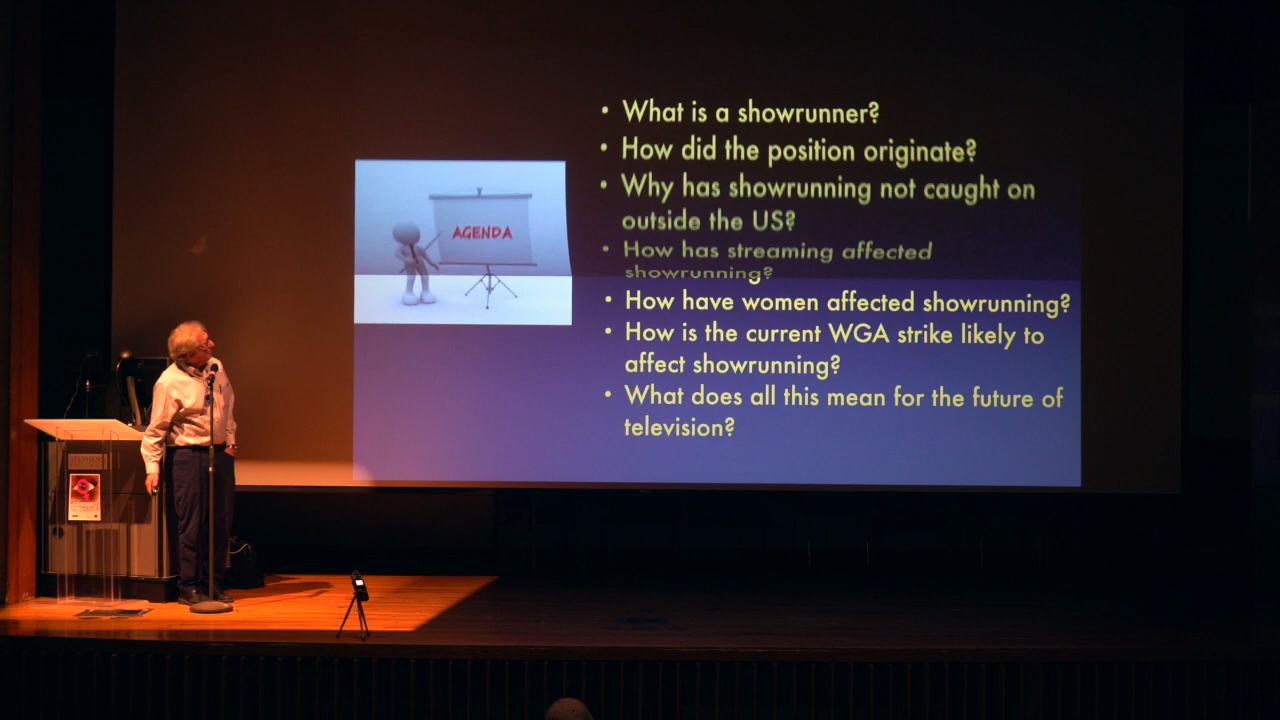 • What is a showrunner?
• How did the position originate?
• Why has showrunning not caught on
outside the US?
• How has streaming affected
showrunning?
• How have women affected showrunning?
• How is the current WGA strike likely to
affect showrunning?
• What does all this mean for the future of
television?
AGENDA